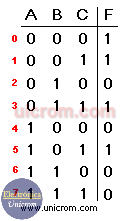 A B C F
0 0 0 0 1
1 0 0 1 1
2 0 1 0 0
3 0 1 1 1
unicrom.com
4 1 0 0 0
5 1 0 1 1
6 1 1 0 0
7 1 1 1 0
Electrónica
Unicrom
www.unicrom.com